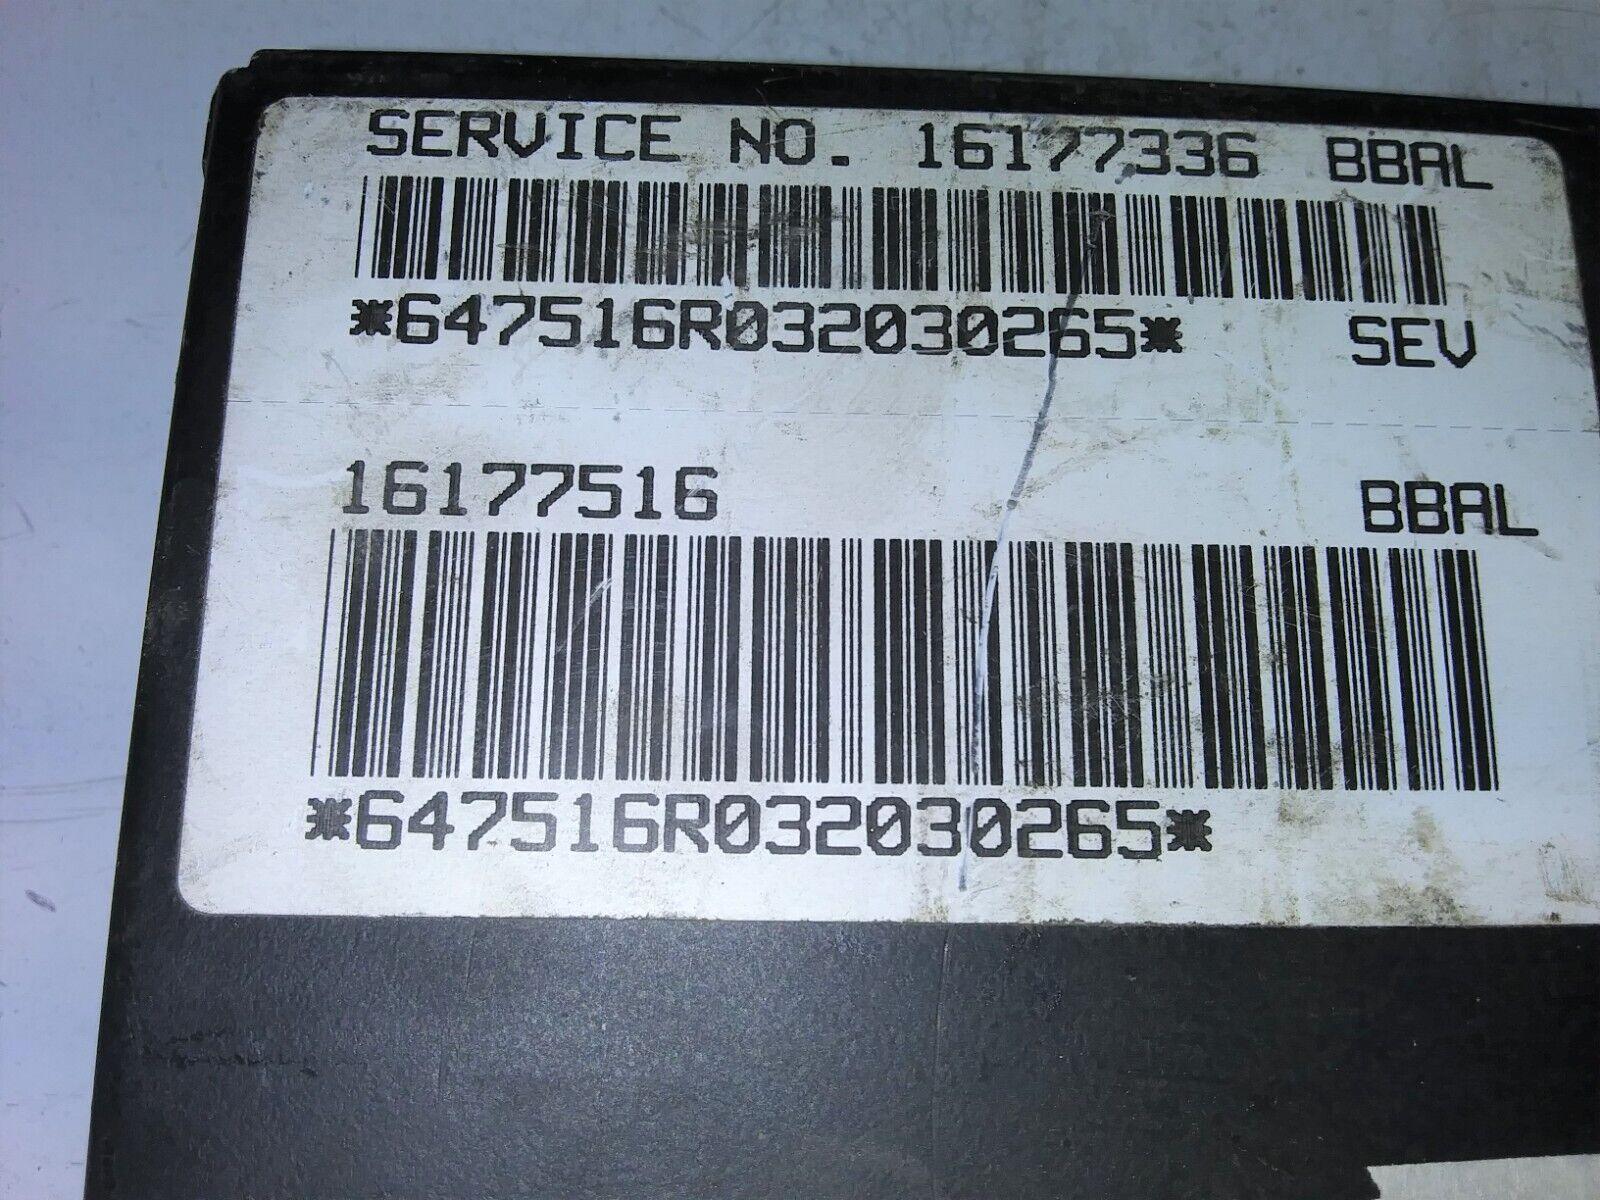 SERVICE NO. 16177336 BBAL
*647516R032030265* SEV
16177516 BBAL
*647516R032030265*